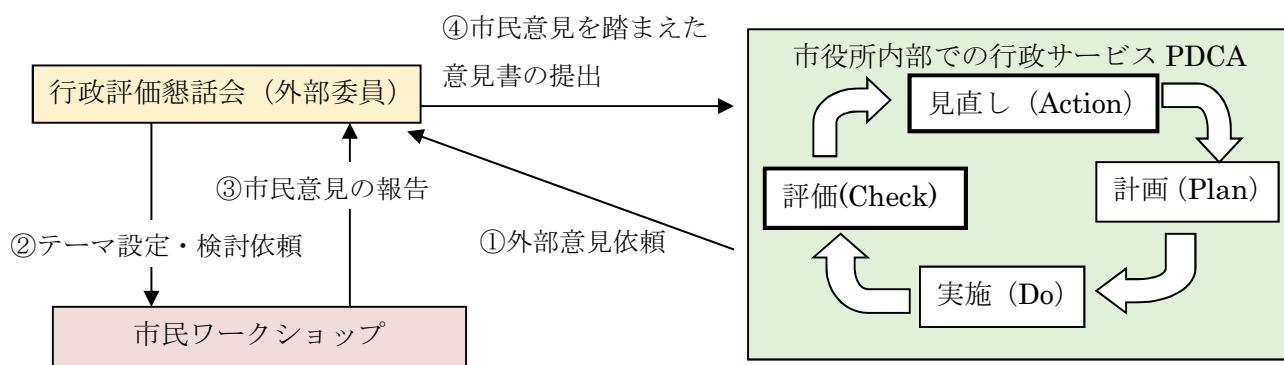 ④市民意見を踏まえた
意見書の提出
行政評価懇話会（外部委員）
市役所内部での行政サービス PDCA
見直し（Action）
③市民意見の報告
評価(Check)
計画 (Plan)
②テーマ設定・検討依頼
①外部意見依頼
実施（Do）
市民ワークショップ